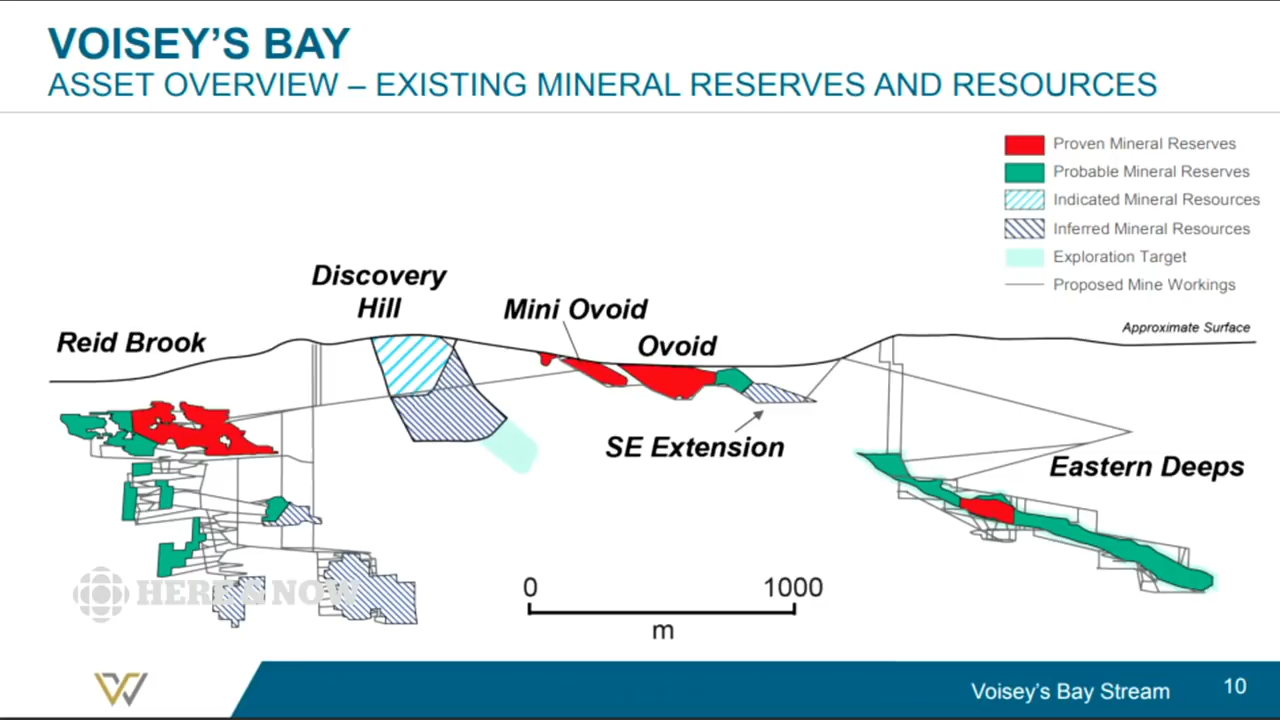 VOISEY'S BAY
ASSET OVERVIEW – EXISTING MINERAL RESERVES AND RESOURCES
Proven Mineral Reserves
Probable Mineral Reserves
Indicated Mineral Resources
Inferred Mineral Resources
Exploration Target
Proposed Mine Workings
Discovery
Hill
Mini Ovoid
Reid Brook
Ovoid
Approximate Surface
SE Extension
Eastern Deeps
HERE & NOW
0 1000
m
Voisey's Bay Stream
10